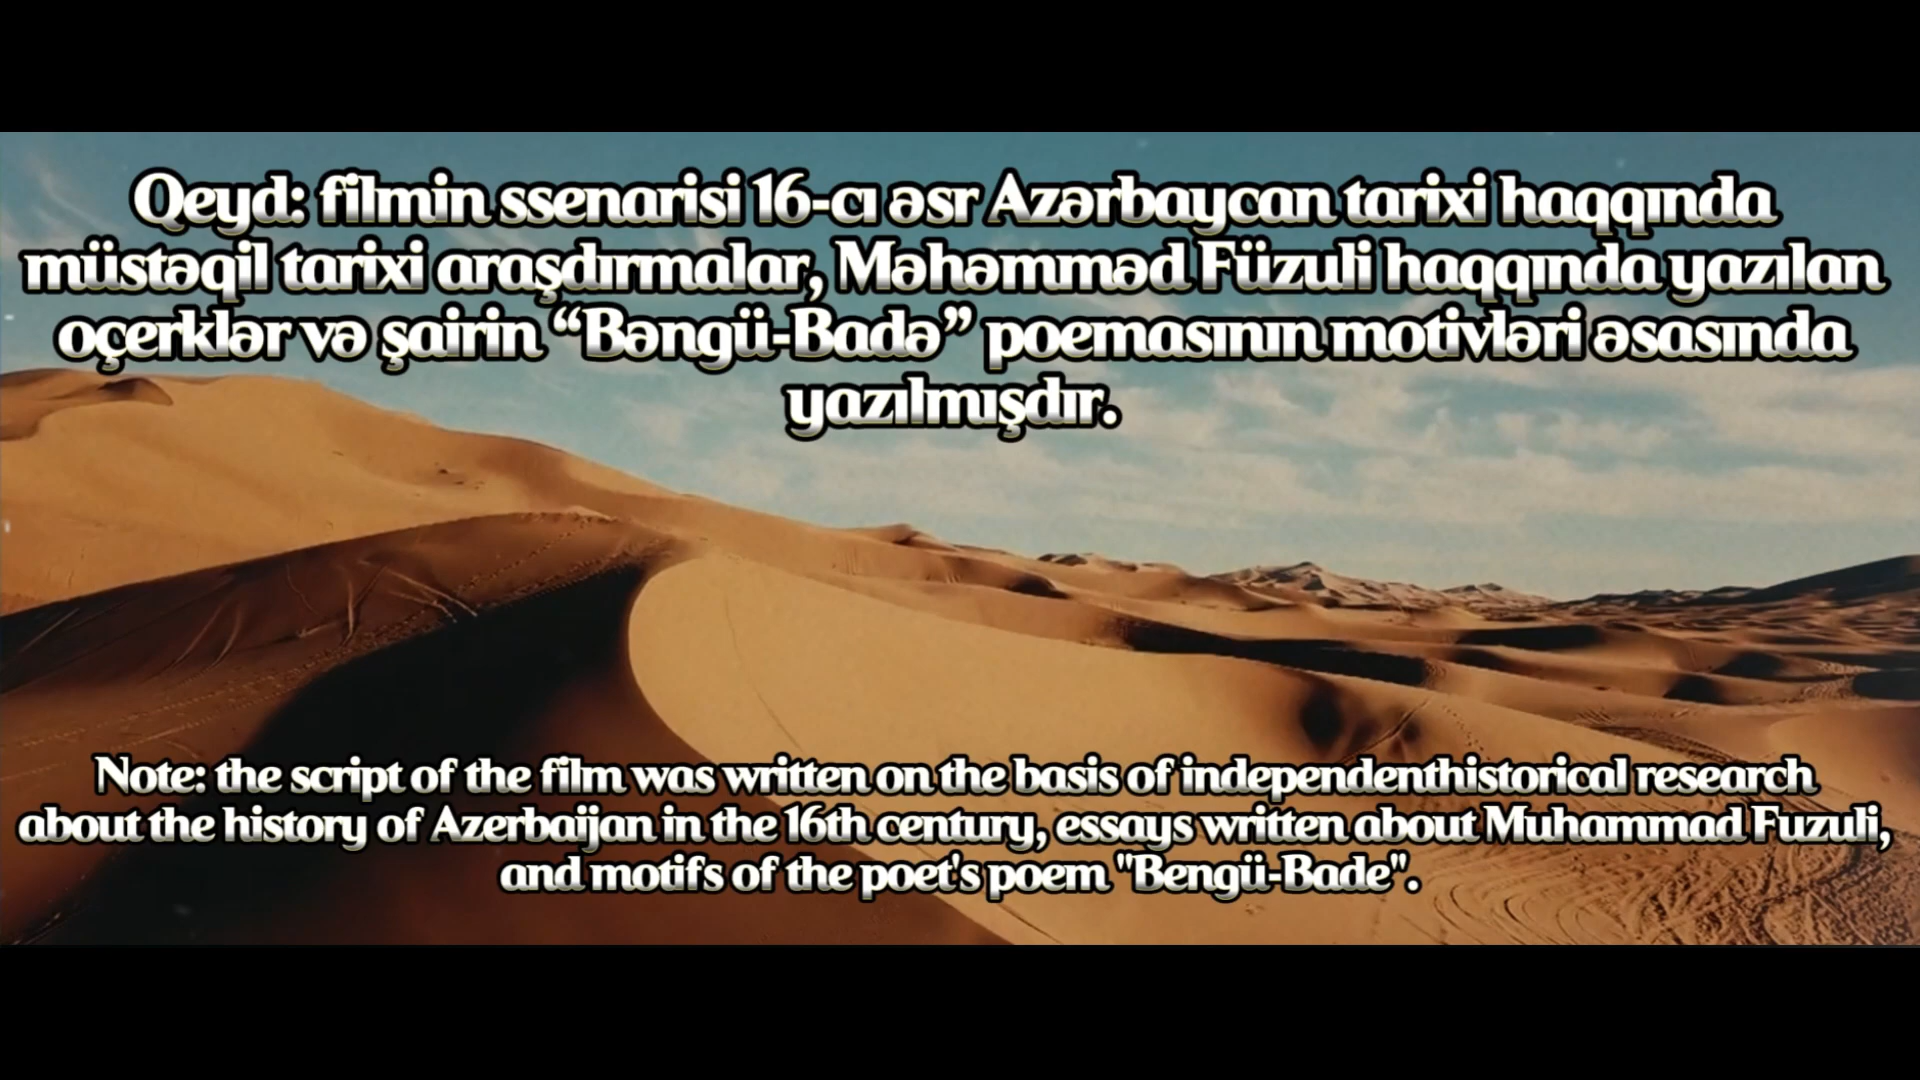 Qeyd: filmin ssenarisi 16-cı əsr Azərbaycan tarixi haqqında
müstəqil tarixi araşdırmalar, Məhəmməd Füzuli haqqında yazılan
oçerklər və şairin “Bəngü-Badə” poemasının motivləri əsasında
yazılmışdır.
Note: the script of the film was written on the basis of independenthistorical research
about the history of Azerbaijan in the 16th century, essays written about Muhammad Fuzuli,
and motifs of the poet's poem "Bengü-Bade".